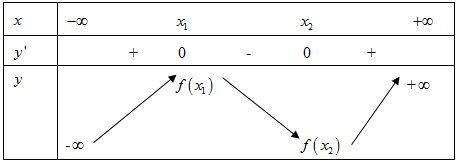 x −∞ x₁ x₂ +∞
y' + 0 - 0 +
y f(x₁) +∞
-∞ f(x₂)